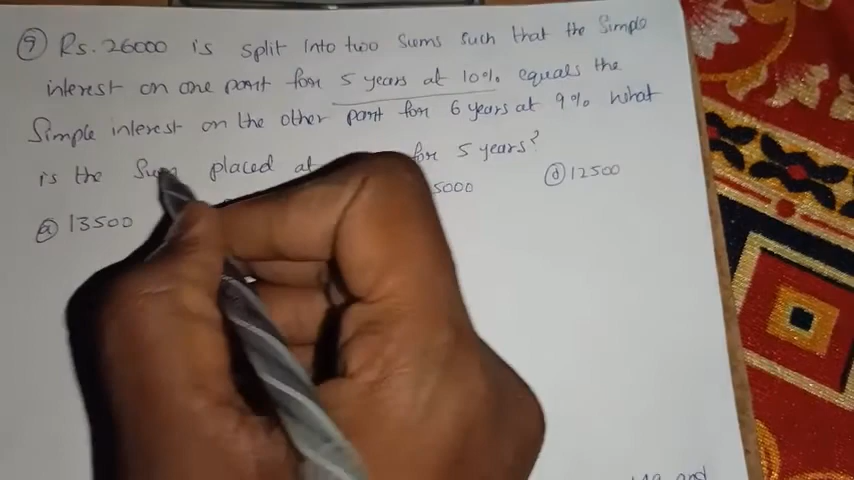 ⑨ Rs. 26000 is split into two sums such that the simple
interest on one part for 5 years at 10% equals the
Simple interest on the other part for 6 years at 9% what
is the Sum placed at for 5 years?
ⓐ 13500 5000 ⓓ 12500
and